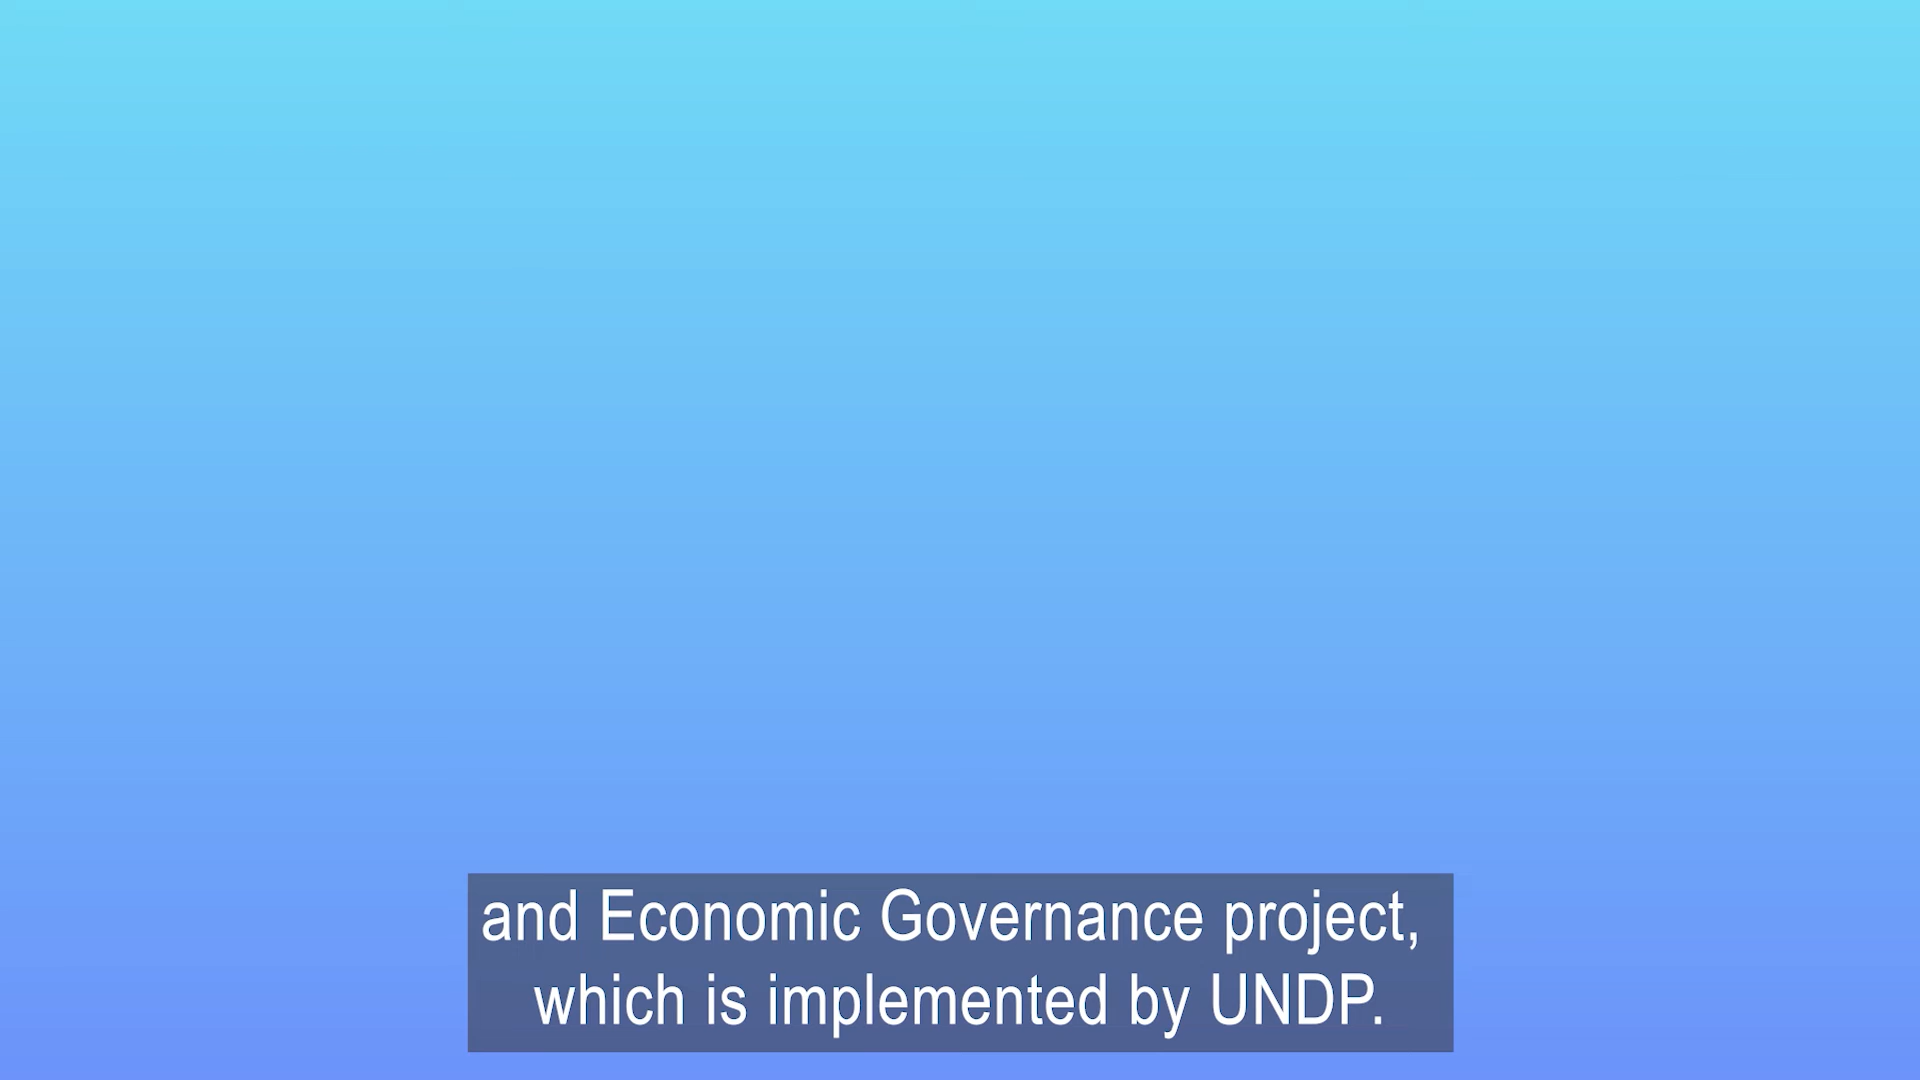 and Economic Governance project,
which is implemented by UNDP.